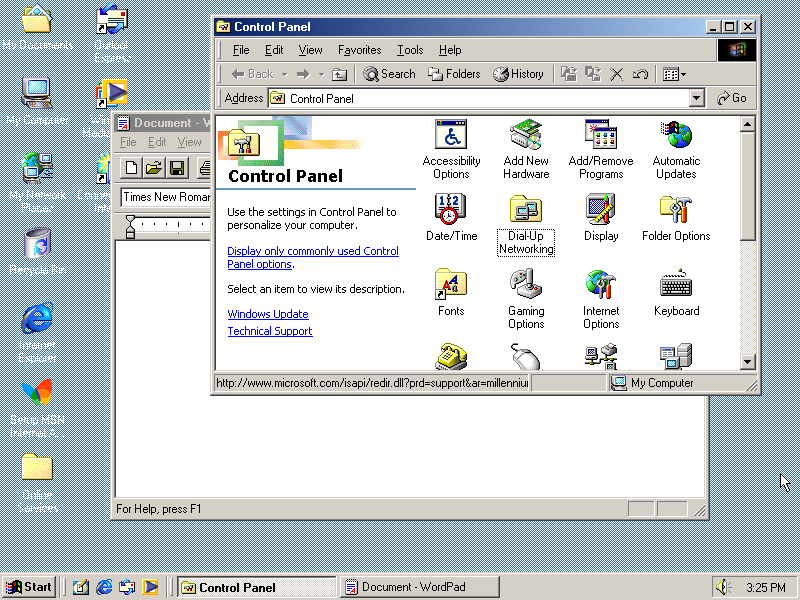 My Documents
Outlook
Express
My Computer
My Network
Places
Recycle Bin
Internet
Explorer
Setup MSN
Internet A...
Online
Services
Control Panel
File Edit View Favorites Tools Help
Back Search Folders History
Address Control Panel Go
Control Panel
Use the settings in Control Panel to
personalize your computer.
Display only commonly used Control
Panel options.
Select an item to view its description.
Windows Update
Technical Support
Accessibility
Options
Add New
Hardware
Add/Remove
Programs
Automatic
Updates
Date/Time
Dial-Up
Networking
Display
Folder Options
Fonts
Gaming
Options
Internet
Options
Keyboard
http://www.microsoft.com/isapi/redir.dll?prd=support&ar=millenniu
My Computer
Document - W
File Edit View
Times New Roman
For Help, press F1
Start
Control Panel
Document - WordPad
3:25 PM